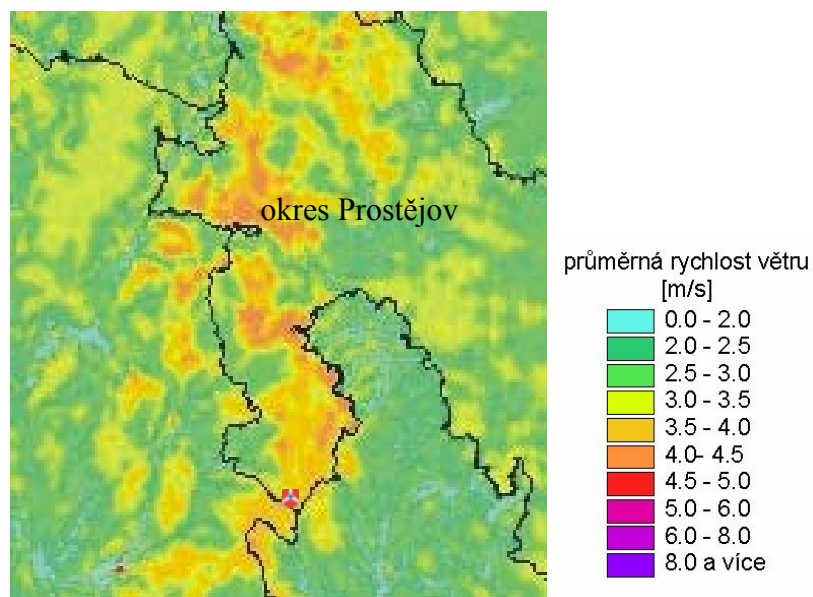 okres Prostějov
průměrná rychlost větru
[m/s]
0.0 - 2.0
2.0 - 2.5
2.5 - 3.0
3.0 - 3.5
3.5 - 4.0
4.0- 4.5
4.5 - 5.0
5.0 - 6.0
6.0 - 8.0
8.0 a více